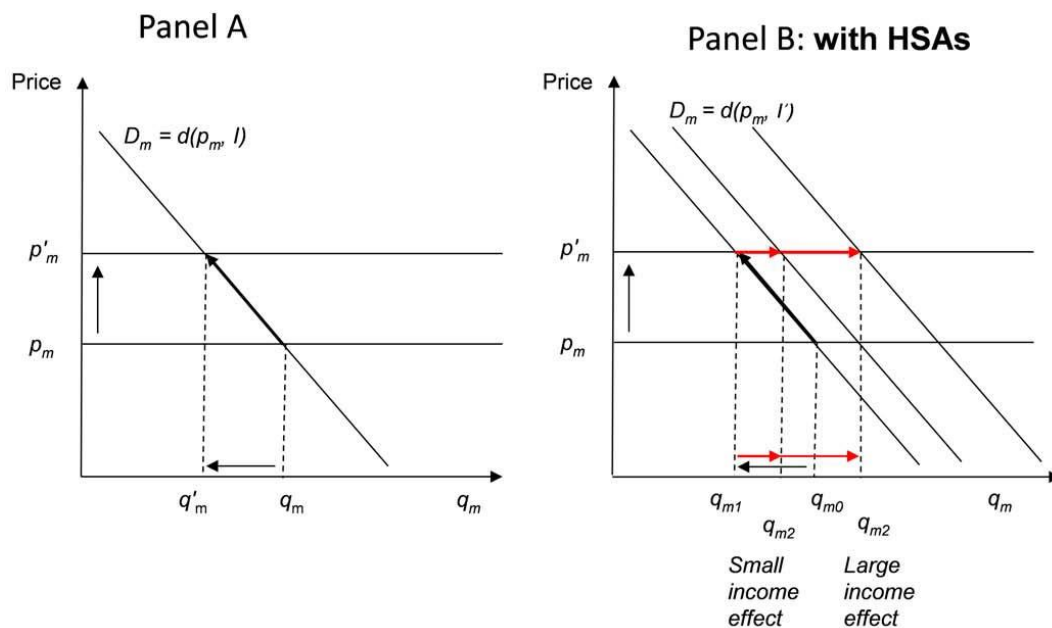 Panel A
Price
D_m = d(p_m, I)
p'_m
p_m
q'_m
q_m
q_m
Panel B: with HSAs
Price
D_m = d(p_m, I')
p'_m
p_m
q_m1
q_m2
q_m0
q_m2
q_m
Small
income
effect
Large
income
effect